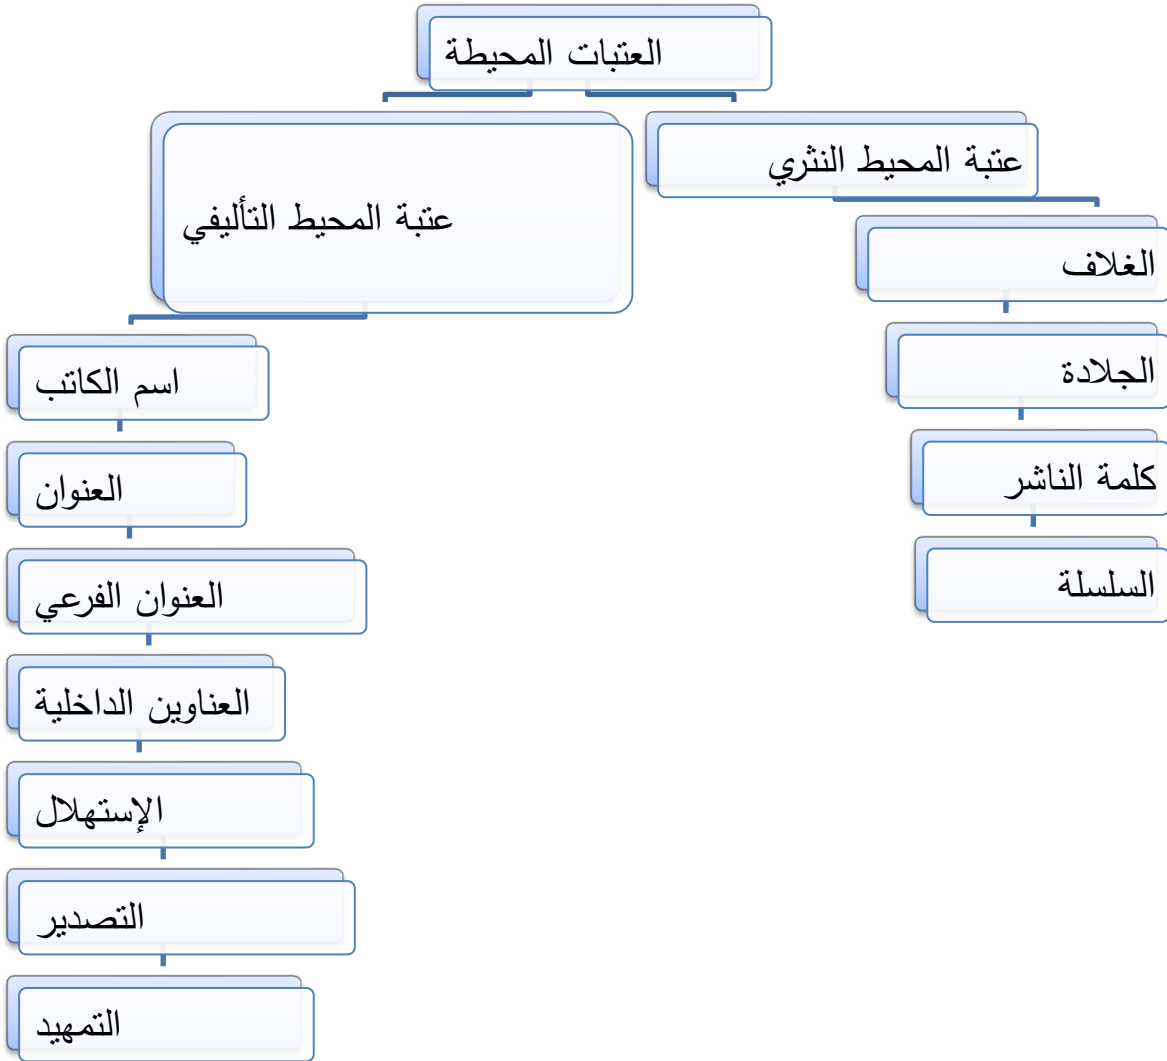 العتبات المحيطة
عتبة المحيط النثري
الغلاف
الجلادة
كلمة الناشر
السلسلة
عتبة المحيط التأليفي
اسم الكاتب
العنوان
العنوان الفرعي
العناوين الداخلية
الإستهلال
التصدير
التمهيد